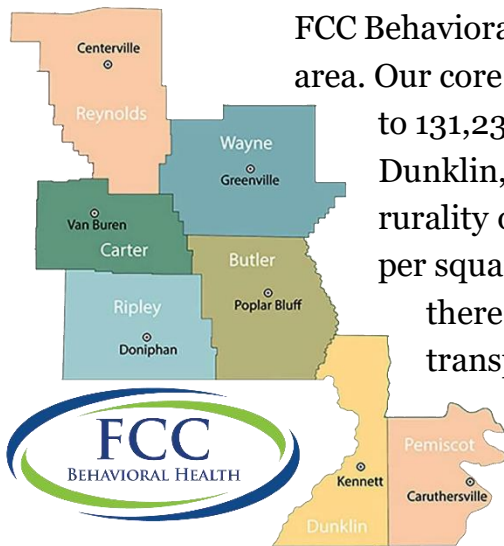 FCC Behaviora
area. Our core
to 131,23
Dunklin,
rurality
per squa
there
transp
Centerville
Reynolds
Wayne
Greenville
Van Buren
Carter
Butler
Poplar Bluff
Ripley
Doniphan
FCC
BEHAVIORAL HEALTH
Pemiscot
Kennett
Caruthersville
Dunklin